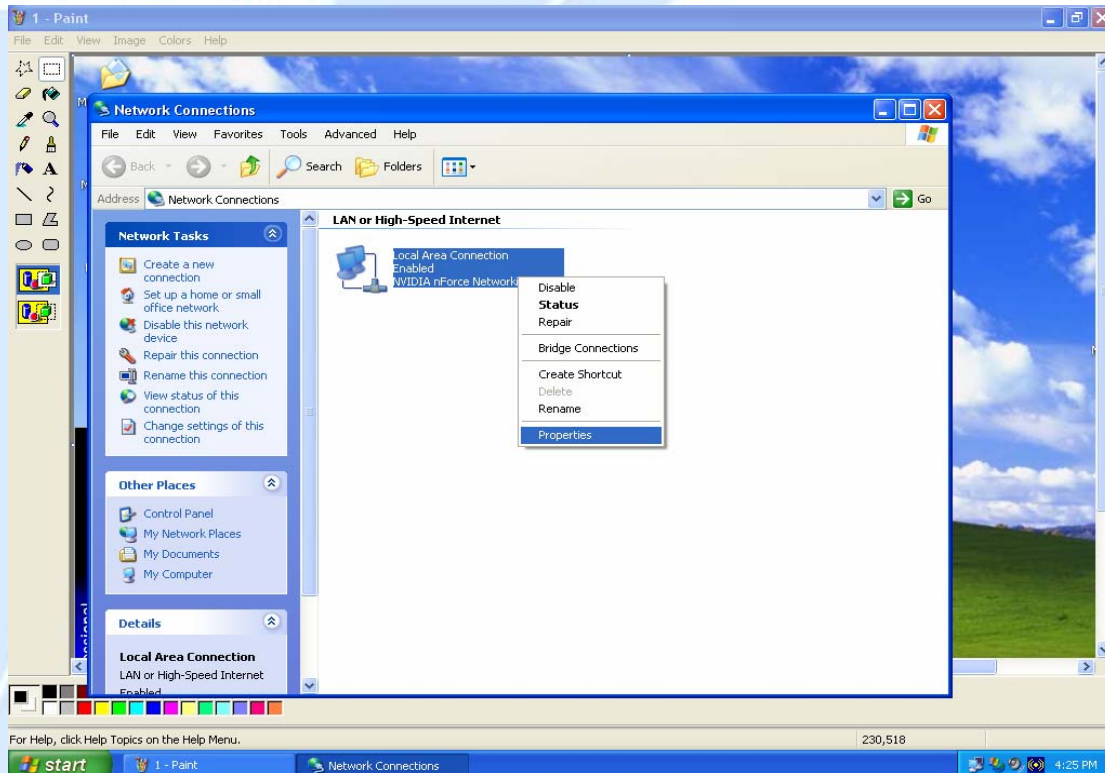 1 - Paint
File Edit View Image Colors Help
Network Connections
File Edit View Favorites Tools Advanced Help
Back Search Folders
Address Network Connections Go
Network Tasks
Create a new
connection
Set up a home or small
office network
Disable this network
device
Repair this connection
Rename this connection
View status of this
connection
Change settings of this
connection
Other Places
Control Panel
My Network Places
My Documents
My Computer
Details
Local Area Connection
LAN or High-Speed Internet
Enabled
LAN or High-Speed Internet
Local Area Connection
Enabled
NVIDIA nForce Network
Disable
Status
Repair
Bridge Connections
Create Shortcut
Delete
Rename
Properties
For Help, click Help Topics on the Help Menu.
230,518
start 1 - Paint Network Connections 4:25 PM